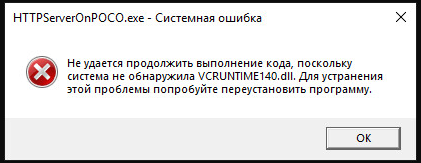 HTTPServerOnPOCO.exe - Системная ошибка
Не удается продолжить выполнение кода, поскольку
система не обнаружила VCRUNTIME140.dll. Для устранения
этой проблемы попробуйте переустановить программу.
OK